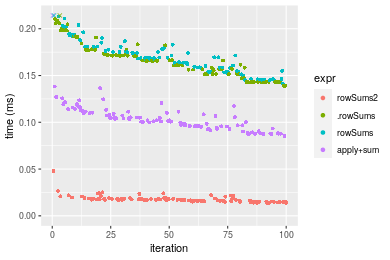 0.20
0.15
0.10
0.05
0.00
time (ms)
0
25
50
75
100
iteration
expr
rowSums2
.rowSums
rowSums
apply+sum